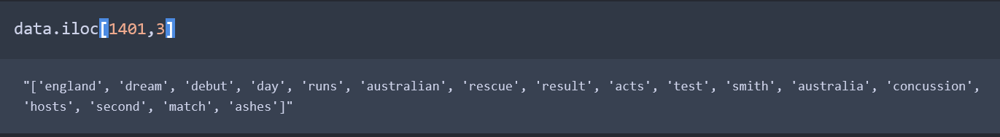 data.iloc[1401,3]
"['england', 'dream', 'debut', 'day', 'runs', 'australian', 'rescue', 'result', 'acts', 'test', 'smith', 'australia', 'concussion',
'hosts', 'second', 'match', 'ashes']"